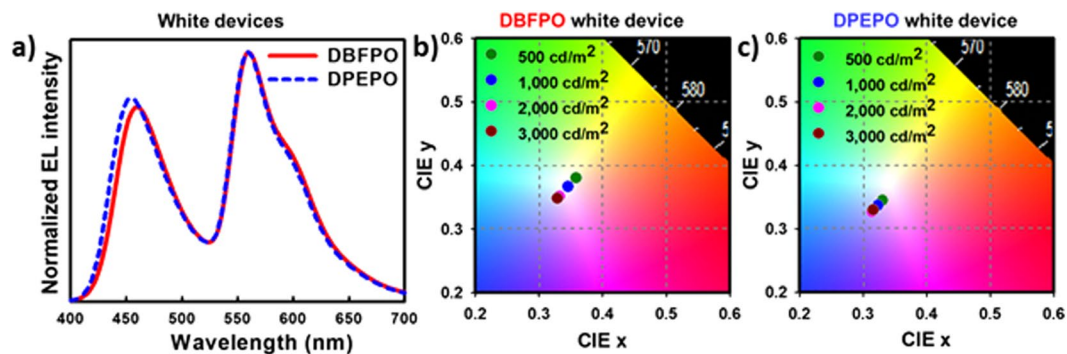 White devices
a)
DBFPO
DPEPO
Normalized EL intensity
400 450 500 550 600 650 700
Wavelength (nm)
DBFPO white device
b)
0.6
0.5
0.4
0.3
0.2
CIE y
500 cd/m²
1,000 cd/m²
2,000 cd/m²
3,000 cd/m²
570
580
0.2 0.3 0.4 0.5 0.6
CIE x
DPEPO white device
c)
0.6
0.5
0.4
0.3
0.2
CIE y
500 cd/m²
1,000 cd/m²
2,000 cd/m²
3,000 cd/m²
570
580
0.2 0.3 0.4 0.5 0.6
CIE x